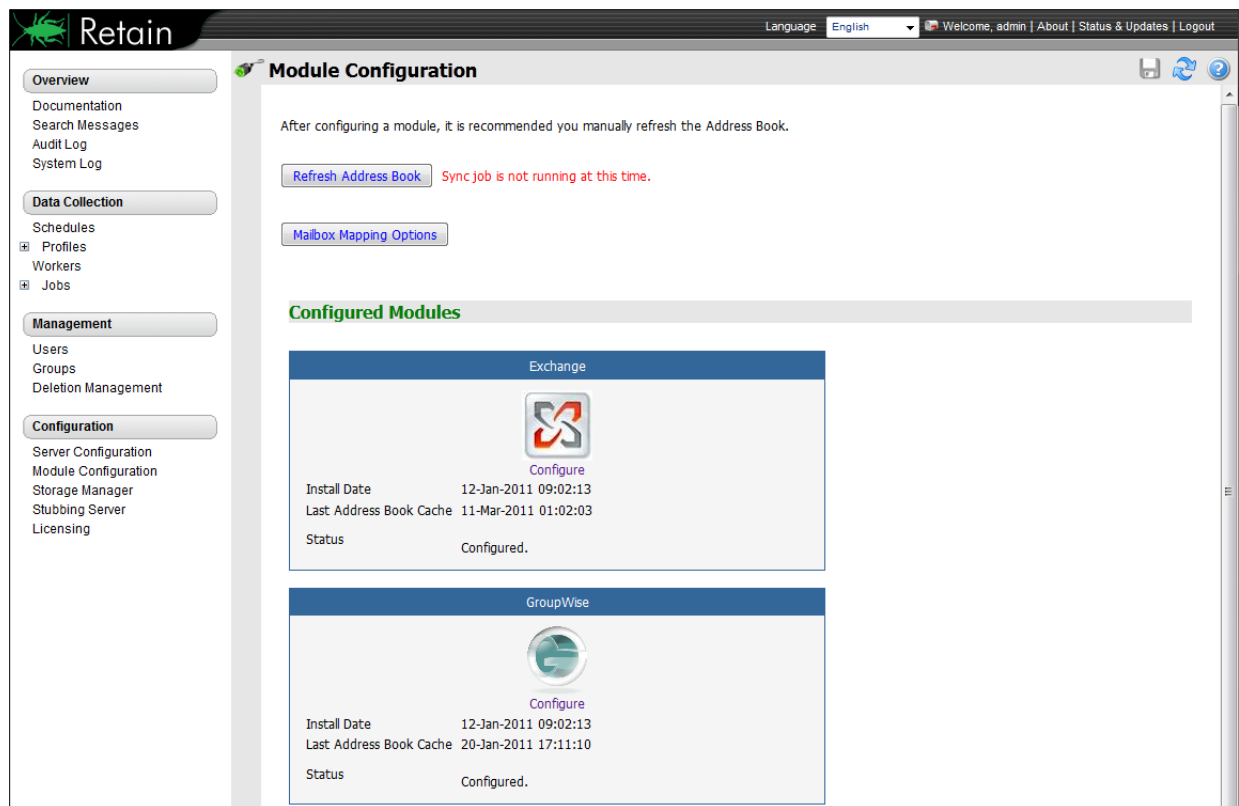 Retain
Language English Welcome, admin | About | Status & Updates | Logout
Overview
Documentation
Search Messages
Audit Log
System Log
Data Collection
Schedules
Profiles
Workers
Jobs
Management
Users
Groups
Deletion Management
Configuration
Server Configuration
Module Configuration
Storage Manager
Stubbing Server
Licensing
Module Configuration
After configuring a module, it is recommended you manually refresh the Address Book.
Refresh Address Book Sync job is not running at this time.
Mailbox Mapping Options
Configured Modules
Exchange
Configure
Install Date 12-Jan-2011 09:02:13
Last Address Book Cache 11-Mar-2011 01:02:03
Status Configured.
GroupWise
Configure
Install Date 12-Jan-2011 09:02:13
Last Address Book Cache 20-Jan-2011 17:11:10
Status Configured.